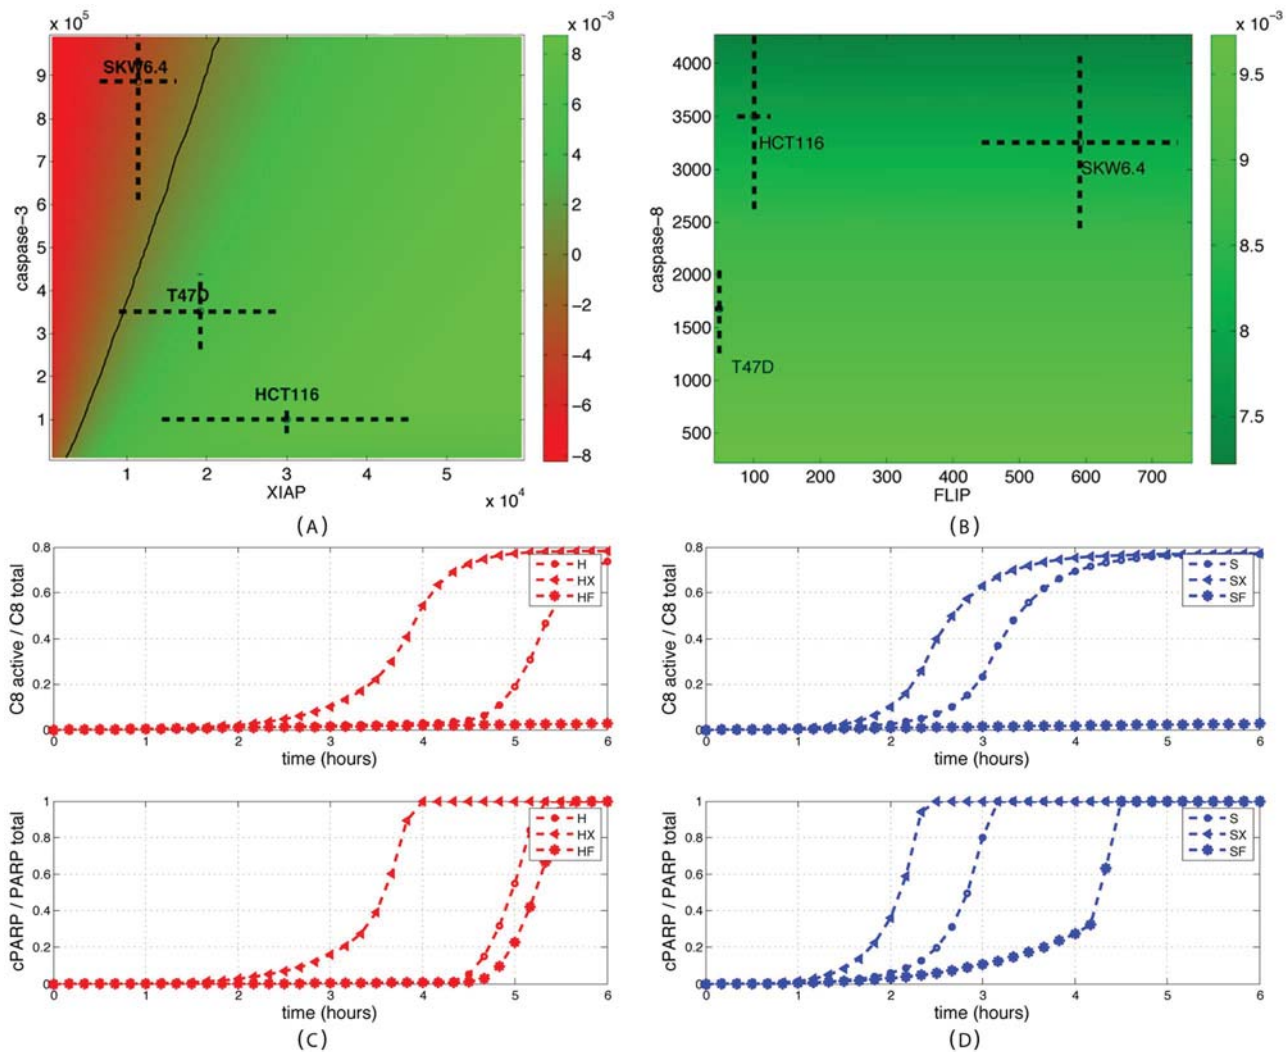 x 10⁵
x 10⁻³
9
8
7
6
5
4
3
2
1
caspase-3
SKW6.4
T47D
HCT116
1 2 3 4 5
XIAP
x 10⁴
8
6
4
2
0
−2
−4
−6
−8
(A)
x 10⁻³
4000
3500
3000
2500
2000
1500
1000
500
caspase-8
HCT116
SKW6.4
T47D
100 200 300 400 500 600 700
FLIP
9.5
9
8.5
8
7.5
(B)
0.8
0.6
0.4
0.2
0
C8 active / C8 total
H
HX
HF
0 1 2 3 4 5 6
time (hours)
1
0.8
0.6
0.4
0.2
0
cPARP / PARP total
H
HX
HF
0 1 2 3 4 5 6
time (hours)
(C)
0.8
0.6
0.4
0.2
0
C8 active / C8 total
S
SX
SF
0 1 2 3 4 5 6
time (hours)
1
0.8
0.6
0.4
0.2
0
cPARP / PARP total
S
SX
SF
0 1 2 3 4 5 6
time (hours)
(D)